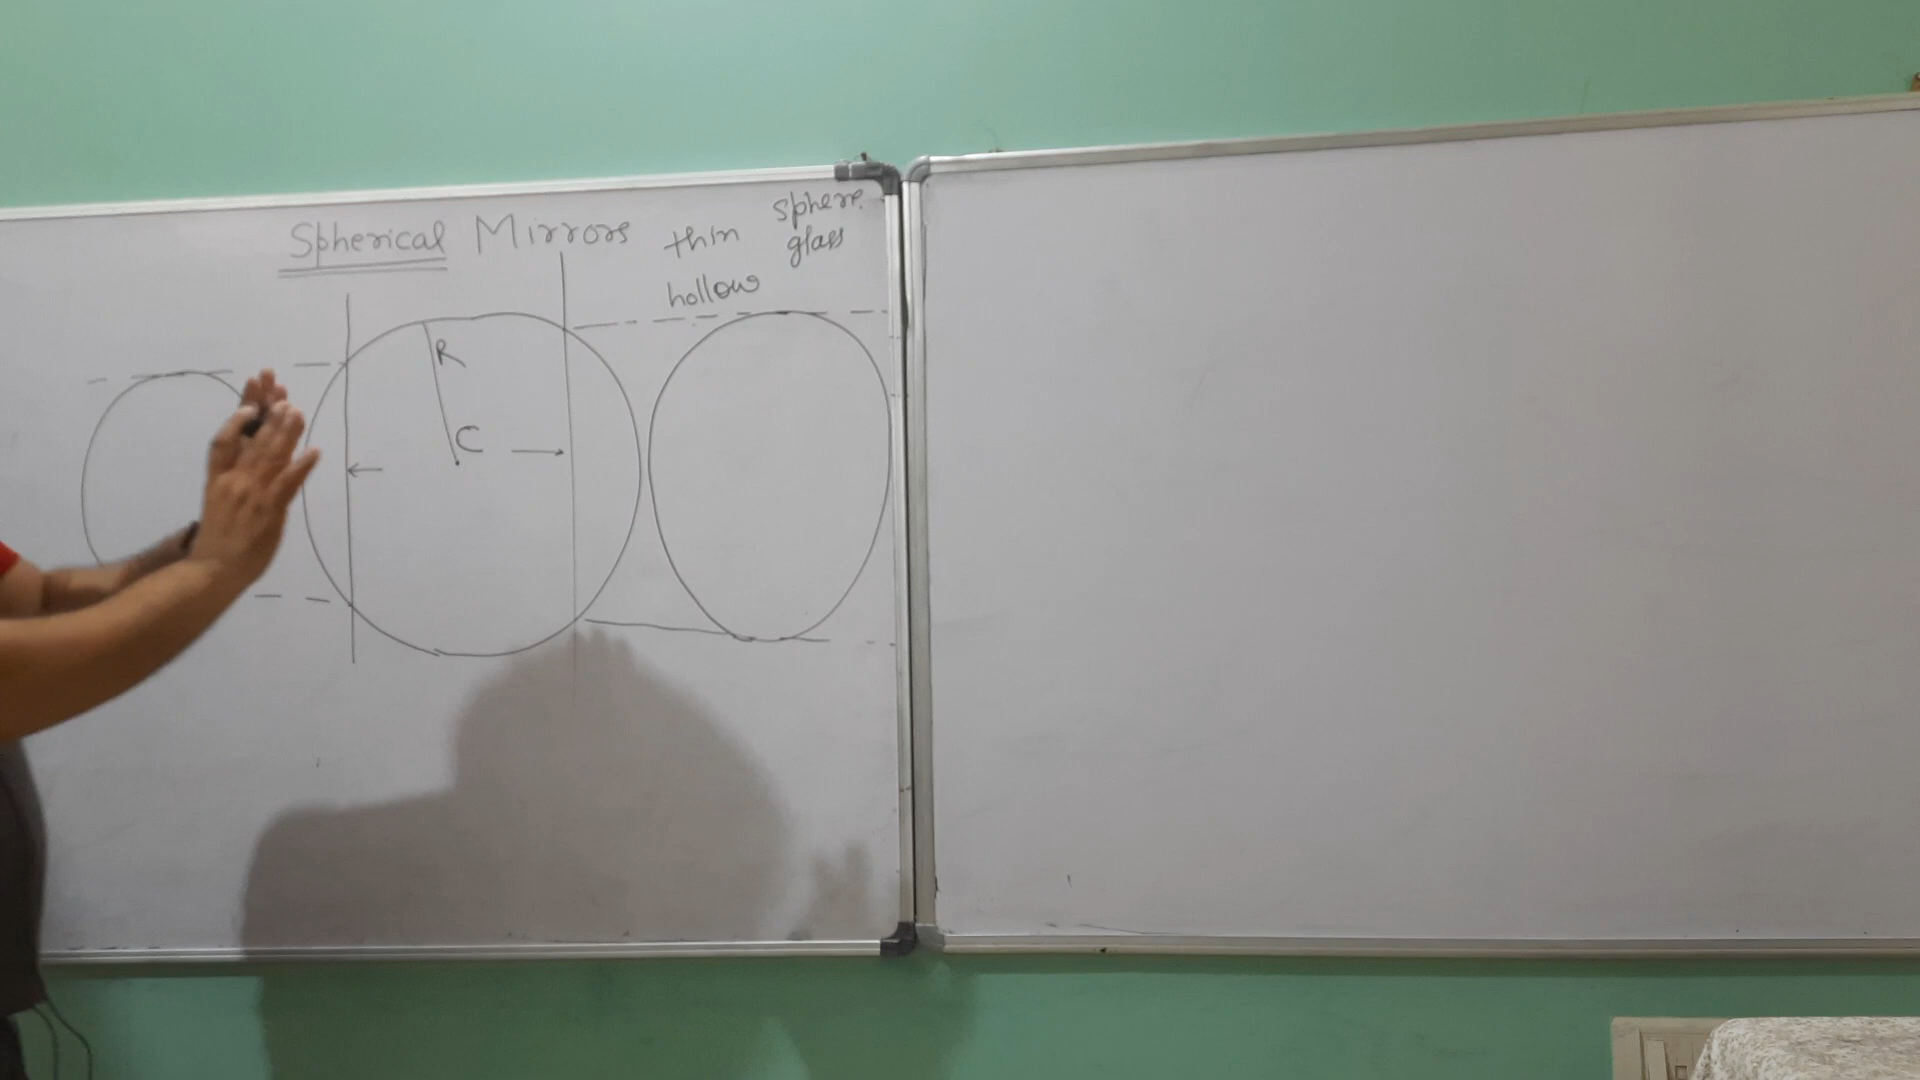 Spherical Mirrors
thin sphere
glass
hollow
R
C